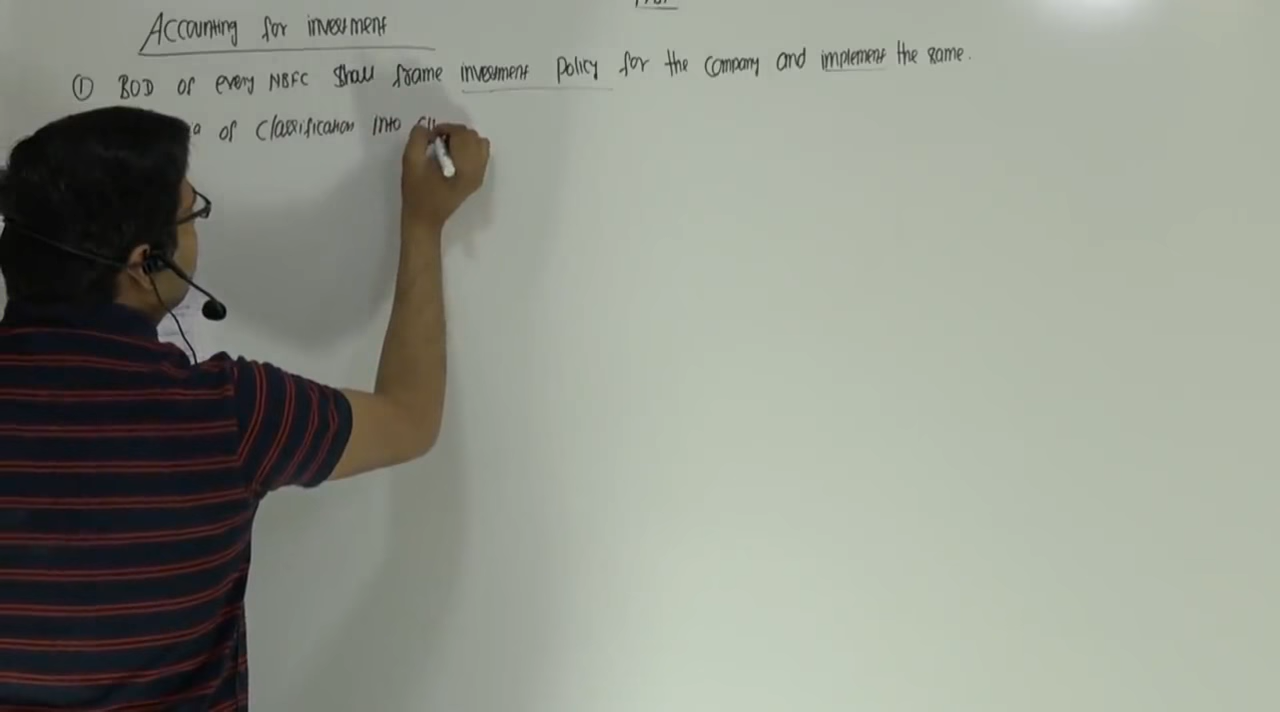 Accounting for investment
① BOD of every NBFC shall frame investment policy for the company and implement the same.
of classification into